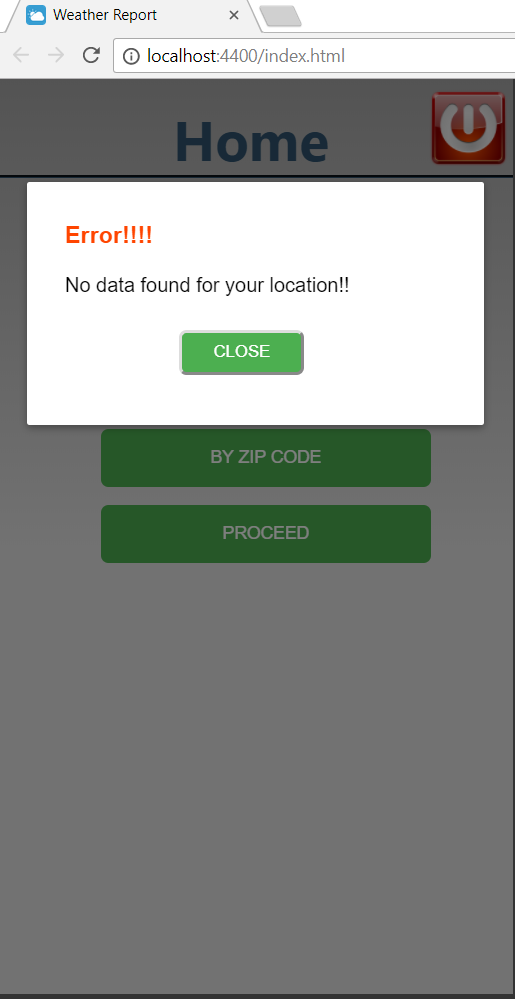 Weather Report
localhost:4400/index.html
Home
Error!!!!
No data found for your location!!
CLOSE
BY ZIP CODE
PROCEED